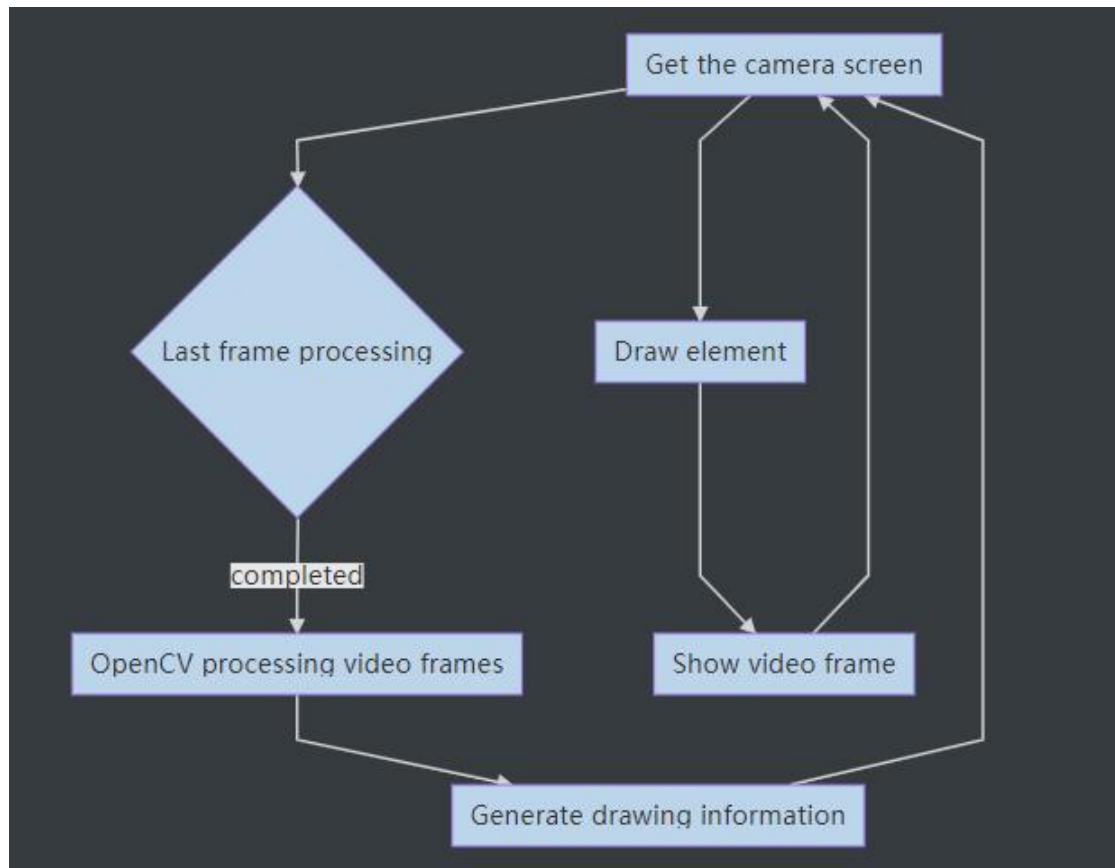 Get the camera screen
Last frame processing
Draw element
completed
OpenCV processing video frames
Show video frame
Generate drawing information